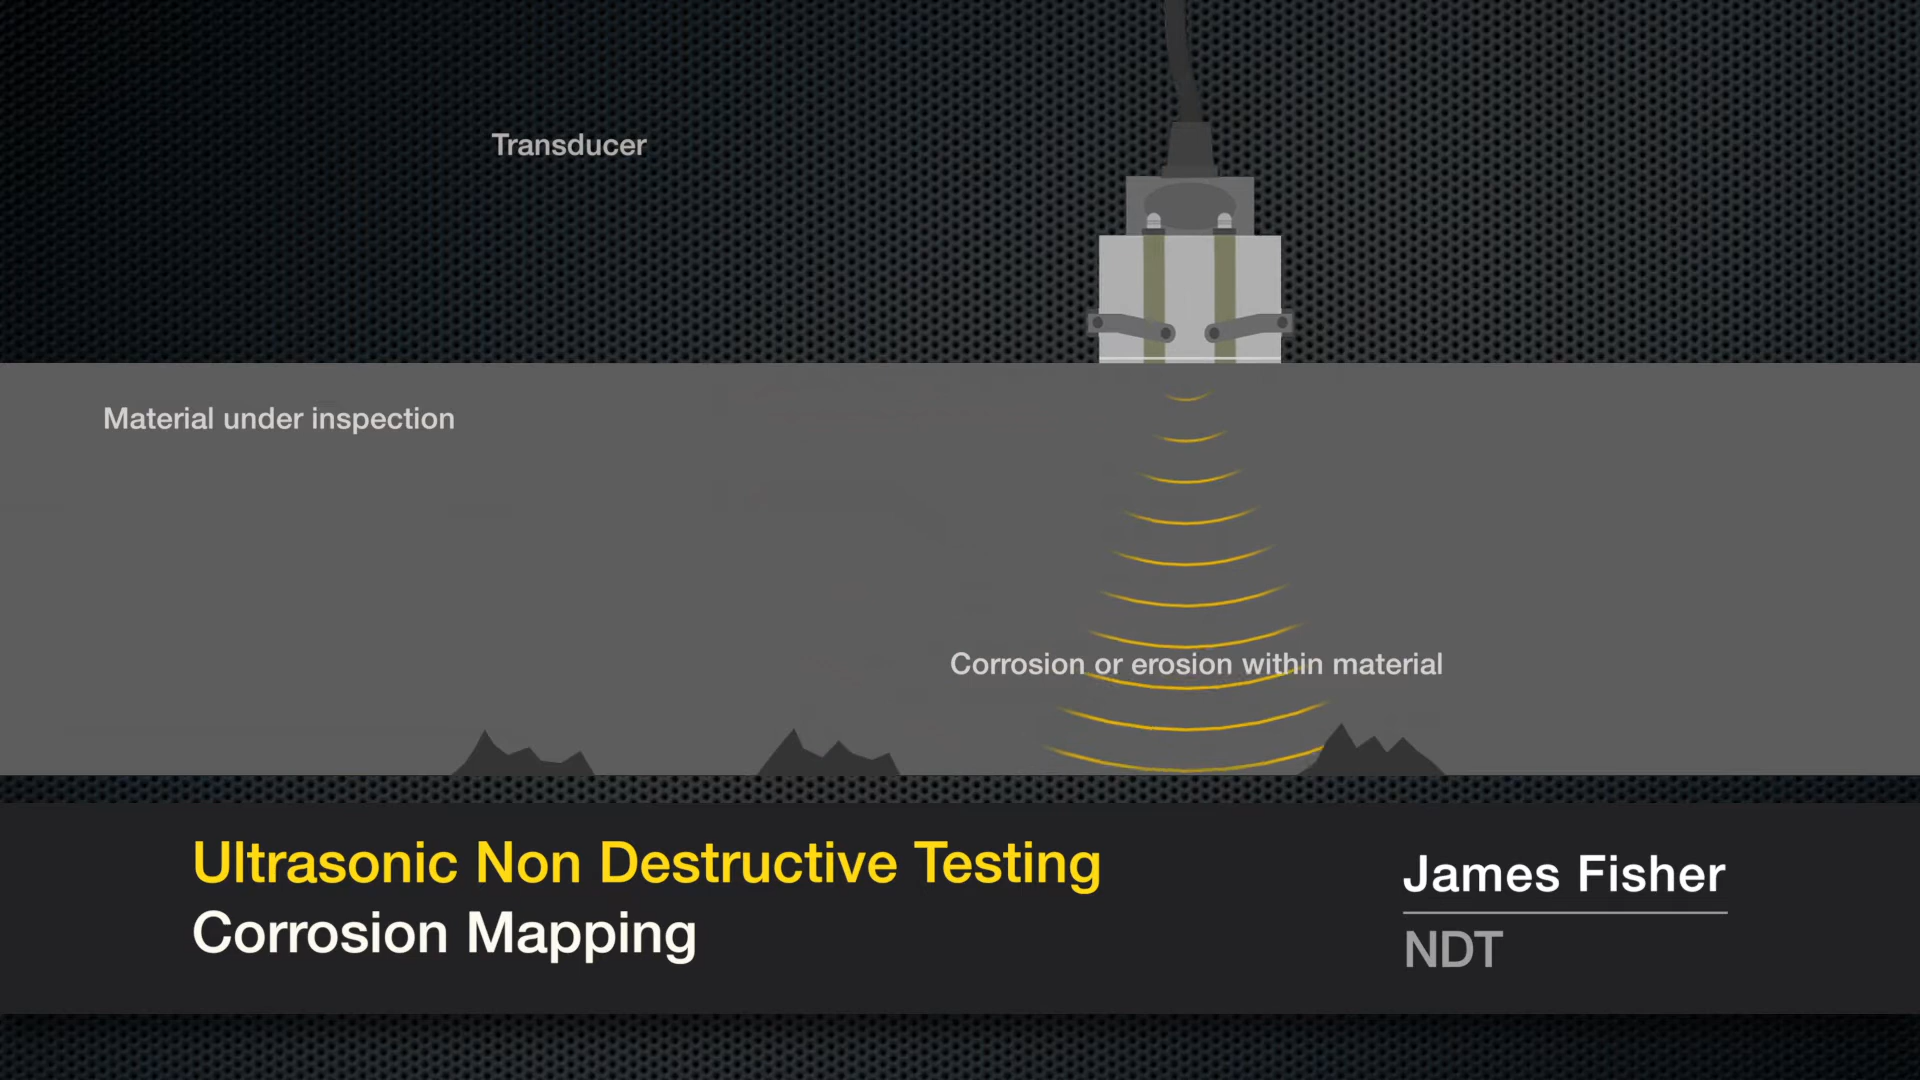 Transducer
Material under inspection
Corrosion or erosion within material
Ultrasonic Non Destructive Testing
Corrosion Mapping
James Fisher
NDT